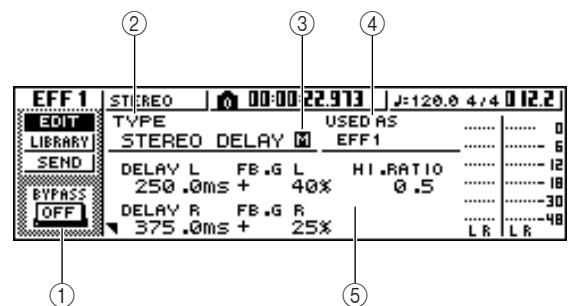 ② ③ ④
EFF1 STEREO 00:00:22.973 ♩=120.0 4/4 012.2
EDIT TYPE USED AS
LIBRARY STEREO DELAY M EFF1
SEND DELAY L FB.G L HI.RATIO
250.0ms + 40% 0.5
BYPASS
OFF DELAY R FB.G R
375.0ms + 25%
0
6
12
18
30
48
L R L R
① ⑤